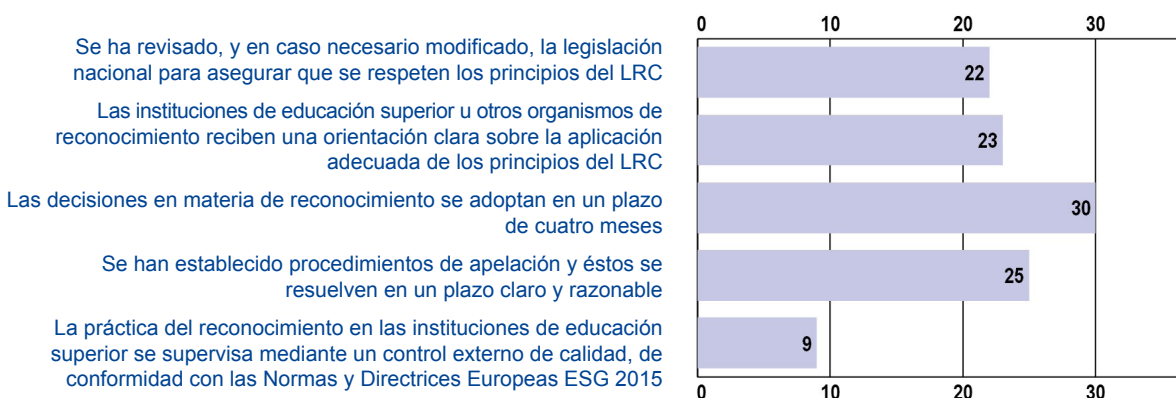 0 10 20 30
Se ha revisado, y en caso necesario modificado, la legislación
nacional para asegurar que se respeten los principios del LRC
22
Las instituciones de educación superior u otros organismos de
reconocimiento reciben una orientación clara sobre la aplicación
adecuada de los principios del LRC
23
Las decisiones en materia de reconocimiento se adoptan en un plazo
de cuatro meses
30
Se han establecido procedimientos de apelación y éstos se
resuelven en un plazo claro y razonable
25
La práctica del reconocimiento en las instituciones de educación
superior se supervisa mediante un control externo de calidad, de
conformidad con las Normas y Directrices Europeas ESG 2015
9
0 10 20 30